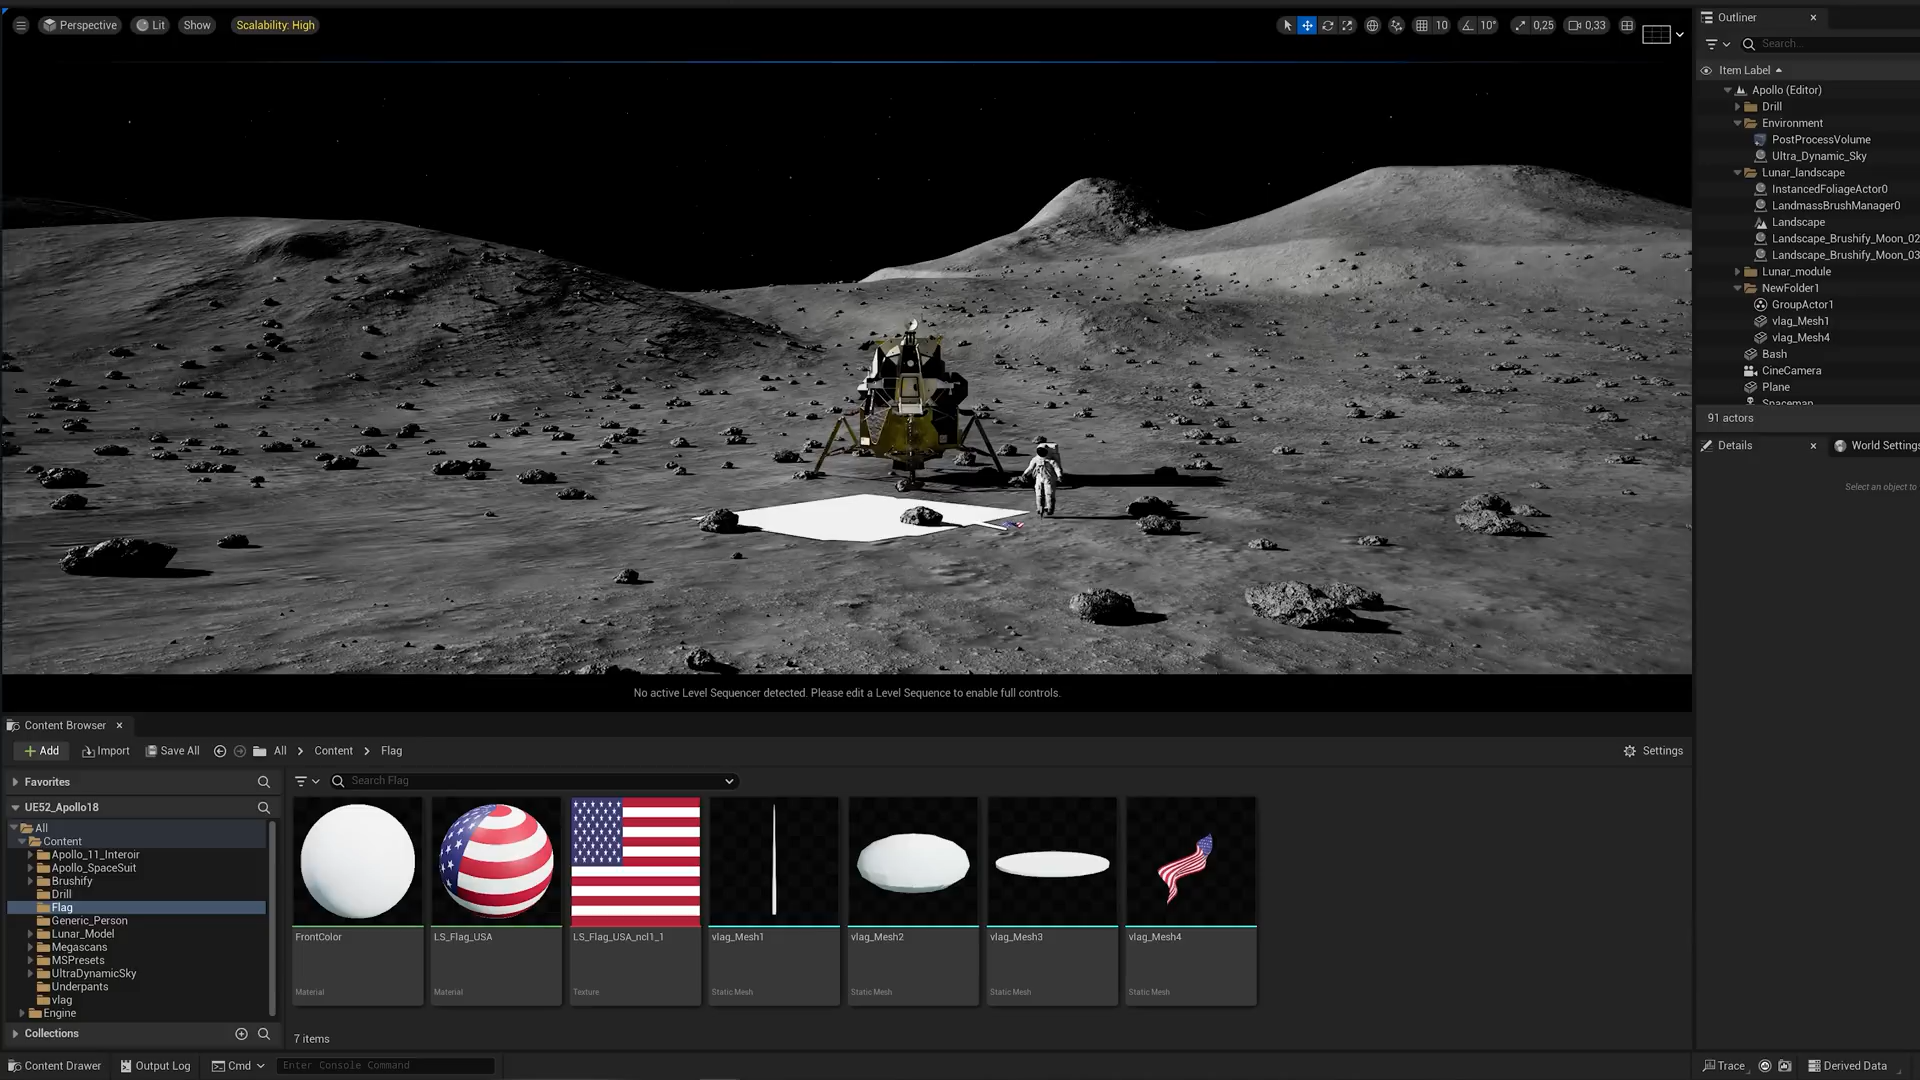 Perspective
Lit
Show
Scalability: High
10
10°
0,25
0,33
Outliner
Search...
Item Label
Apollo (Editor)
Drill
Environment
PostProcessVolume
Ultra_Dynamic_Sky
Lunar_landscape
InstancedFoliageActor0
LandmassBrushManager0
Landscape
Landscape_Brushify_Moon_02
Landscape_Brushify_Moon_03
Lunar_module
NewFolder1
GroupActor1
vlag_Mesh1
vlag_Mesh4
Bash
CineCamera
Plane
Spaceman
91 actors
Details
World Settings
Select an object to
No active Level Sequencer detected. Please edit a Level Sequence to enable full controls.
Content Browser
Add
Import
Save All
All
Content
Flag
Settings
Favorites
UE52_Apollo18
All
Content
Apollo_11_Interoir
Apollo_SpaceSuit
Brushify
Drill
Flag
Generic_Person
Lunar_Model
Megascans
MSPresets
UltraDynamicSky
Underpants
vlag
Engine
Collections
Search Flag
FrontColor
Material
LS_Flag_USA
Material
LS_Flag_USA_ncl1_1
Texture
vlag_Mesh1
Static Mesh
vlag_Mesh2
Static Mesh
vlag_Mesh3
Static Mesh
vlag_Mesh4
Static Mesh
7 items
Content Drawer
Output Log
Cmd
Enter Console Command
Trace
Derived Data